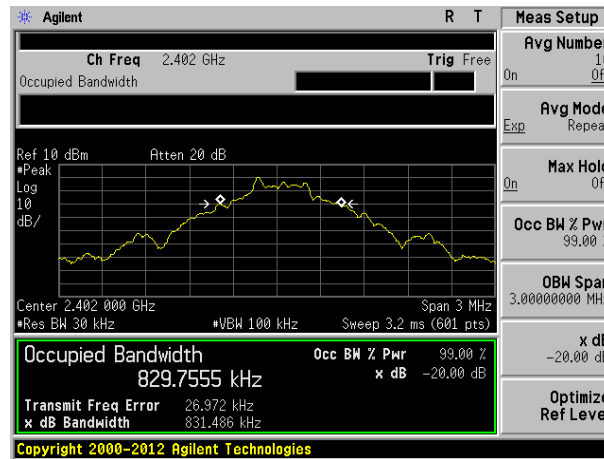 Agilent R T
Meas Setup
Ch Freq 2.402 GHz Trig Free
Occupied Bandwidth
Ref 10 dBm Atten 20 dB
#Peak
Log
10
dB/
Center 2.402 000 GHz Span 3 MHz
#Res BW 30 kHz #VBW 100 kHz Sweep 3.2 ms (601 pts)
Occupied Bandwidth
829.7555 kHz
Occ BW % Pwr 99.00 %
x dB -20.00 dB
Transmit Freq Error 26.972 kHz
x dB Bandwidth 831.486 kHz
Avg Number
On
Avg Mode
Exp Repea
Max Hold
On
Occ BW % Pwr
99.00
OBW Span
3.00000000 MH
x dB
-20.00 dB
Optimize
Ref Level
Copyright 2000-2012 Agilent Technologies